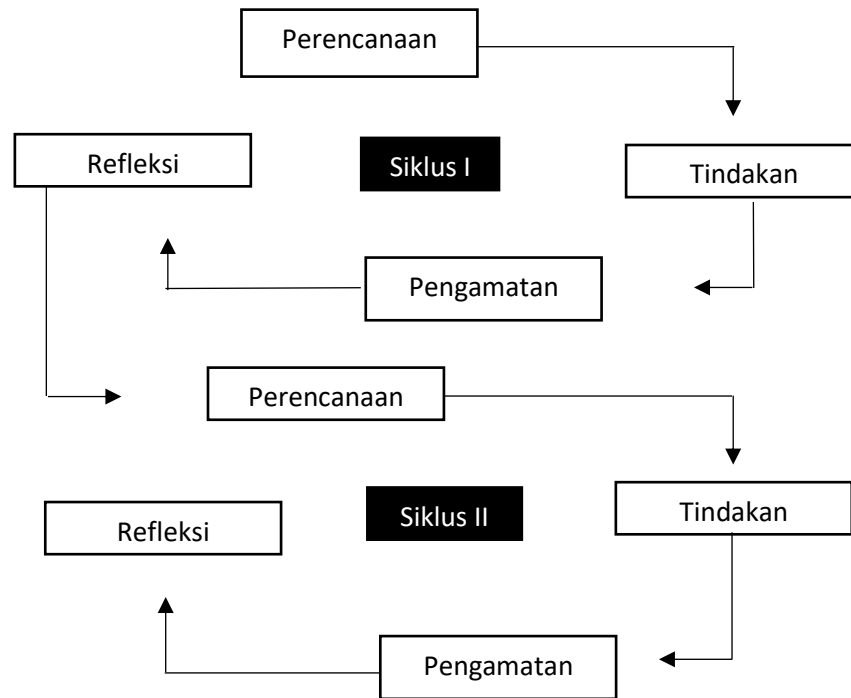 Perencanaan
Refleksi
Siklus I
Tindakan
Pengamatan
Perencanaan
Refleksi
Siklus II
Tindakan
Pengamatan